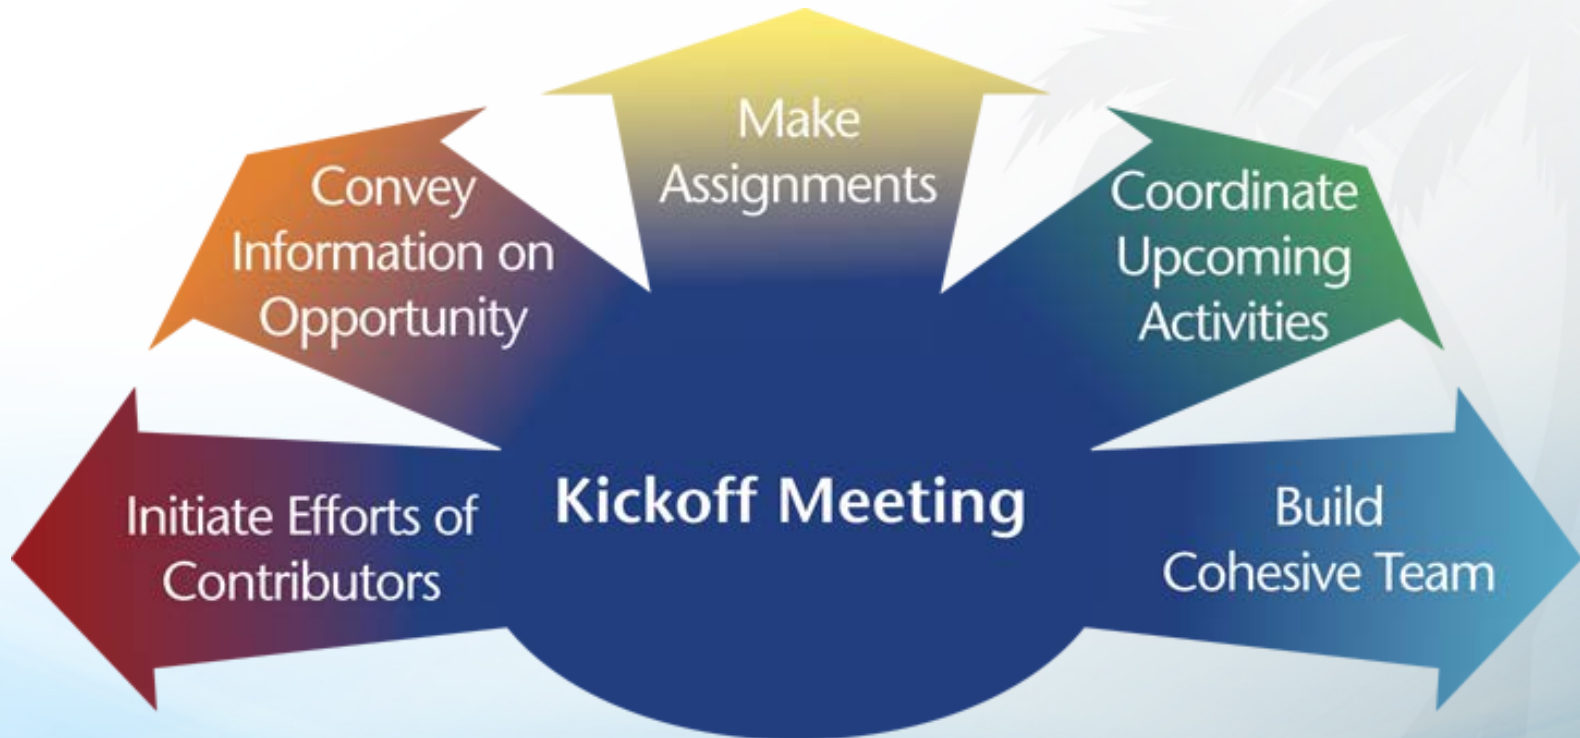 Make
Assignments
Convey
Information on
Opportunity
Coordinate
Upcoming
Activities
Initiate Efforts of
Contributors
Kickoff Meeting
Build
Cohesive Team